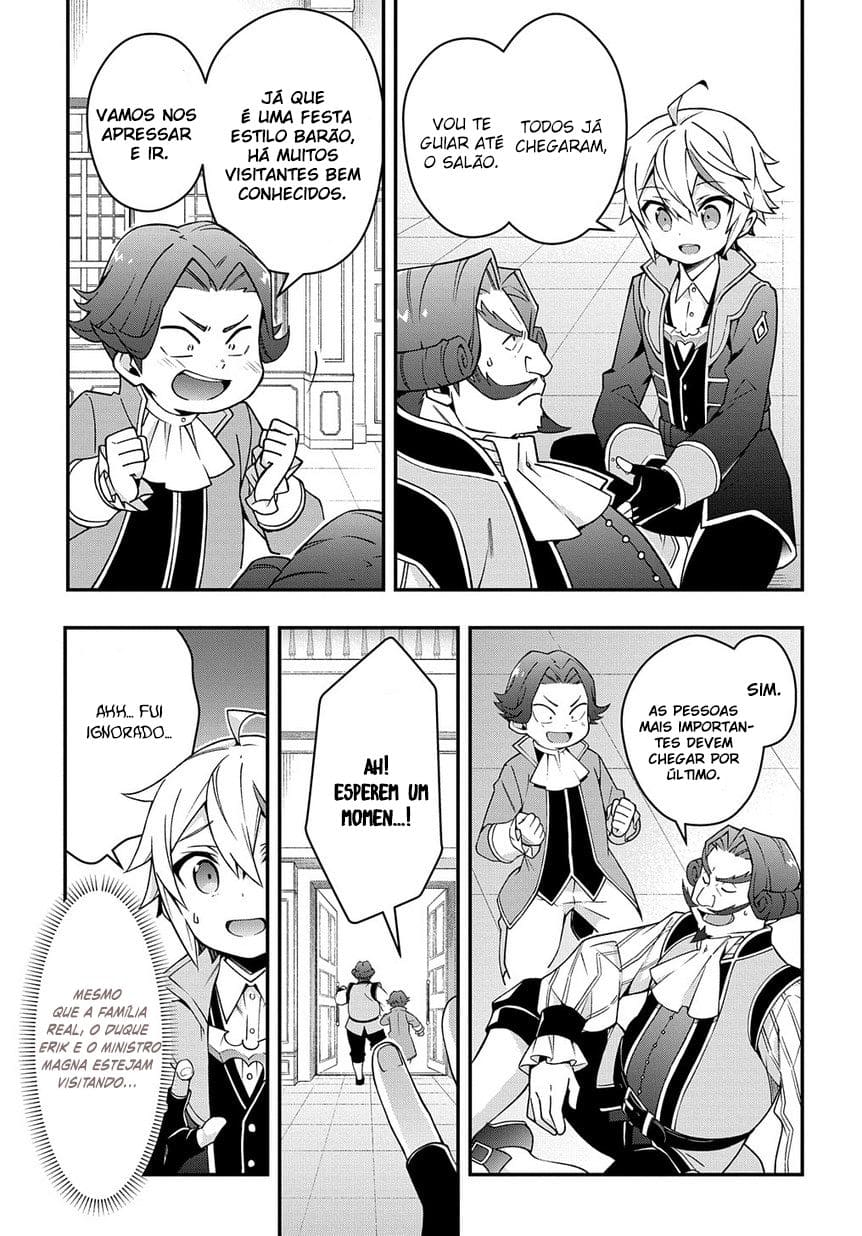 TODOS JÁ
CHEGARAM,
VOU TE
GUIAR ATÉ
O SALÃO.
JÁ QUE
É UMA FESTA
ESTILO BARÃO,
HÁ MUITOS
VISITANTES BEM
CONHECIDOS.
VAMOS NOS
APRESSAR
E IR.
SIM.
AS PESSOAS
MAIS IMPORTAN-
TES DEVEM
CHEGAR POR
ÚLTIMO.
AH!
ESPEREM UM
MOMEN...!
AHH... FUI
IGNORADO...
MESMO
QUE A FAMÍLIA
REAL, O DUQUE
ERIK E O MINISTRO
MAGNA ESTEJAM
VISITANDO...